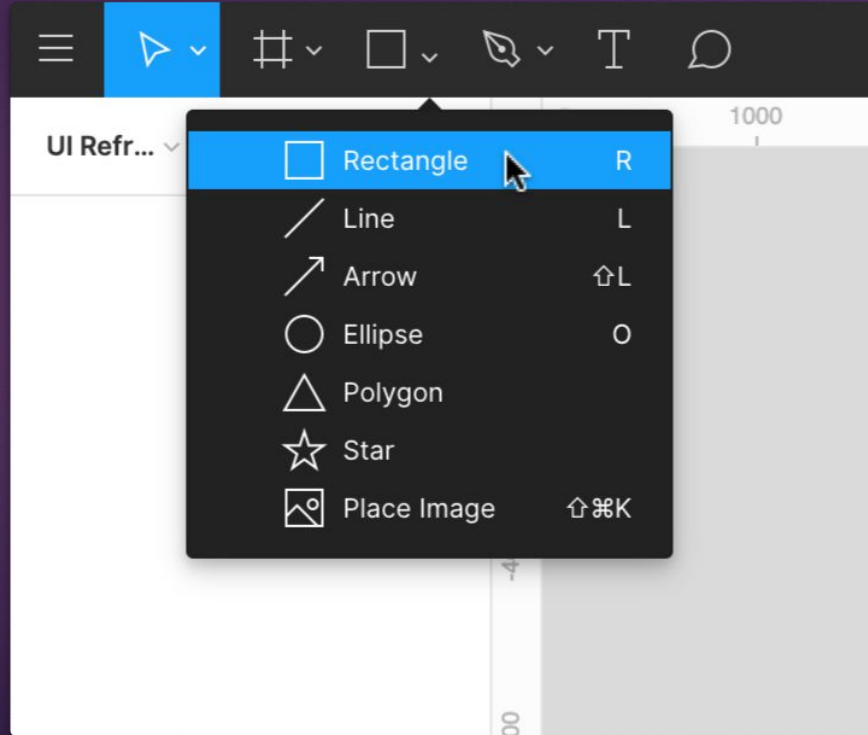 T
UI Refr...
1000
Rectangle R
Line L
Arrow ⇧L
Ellipse O
Polygon
Star
Place Image ⇧⌘K
00